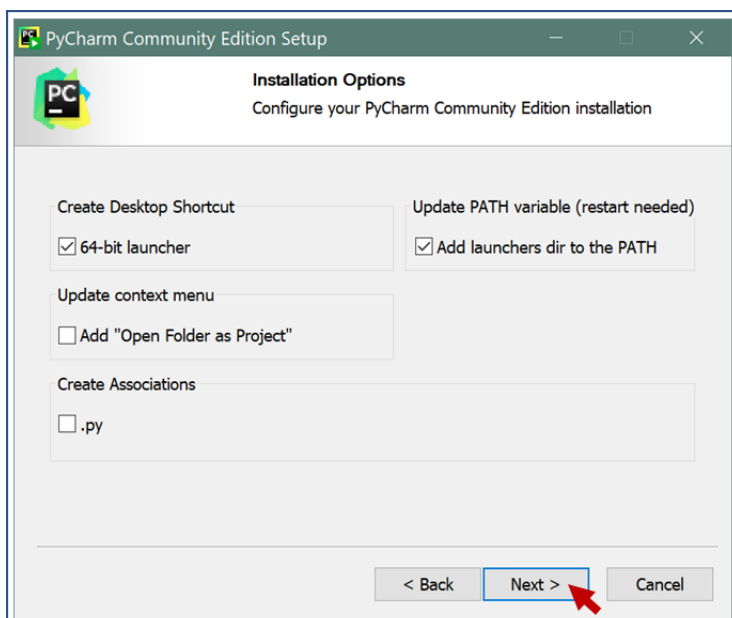 PC PyCharm Community Edition Setup
PC
Installation Options
Configure your PyCharm Community Edition installation
Create Desktop Shortcut
64-bit launcher
Update PATH variable (restart needed)
Add launchers dir to the PATH
Update context menu
Add "Open Folder as Project"
Create Associations
.py
< Back
Next >
Cancel